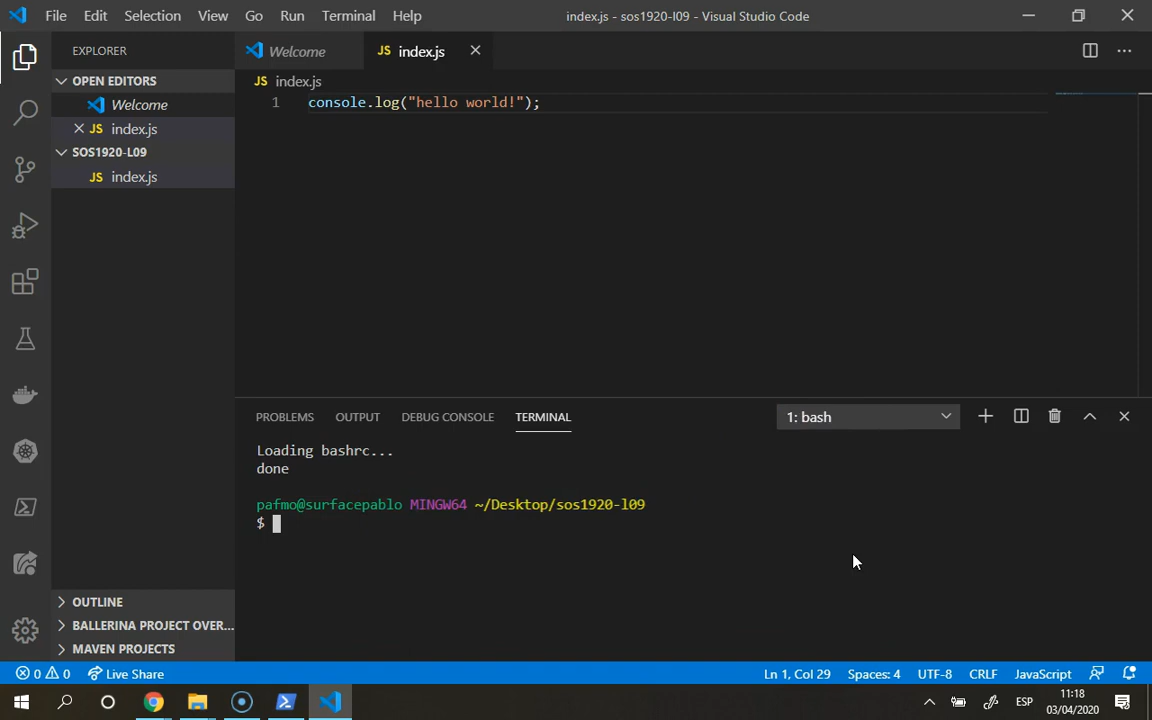 File Edit Selection View Go Run Terminal Help
index.js - sos1920-l09 - Visual Studio Code
EXPLORER
OPEN EDITORS
Welcome
JS index.js
SOS1920-L09
JS index.js
OUTLINE
BALLERINA PROJECT OVER...
MAVEN PROJECTS
Welcome
JS index.js
JS index.js
1 console.log("hello world!");
PROBLEMS OUTPUT DEBUG CONSOLE TERMINAL
1: bash
Loading bashrc...
done
pafmo@surfacepablo MINGW64 ~/Desktop/sos1920-l09
$
0 0 Live Share
Ln 1, Col 29 Spaces: 4 UTF-8 CRLF JavaScript
ESP
11:18
03/04/2020